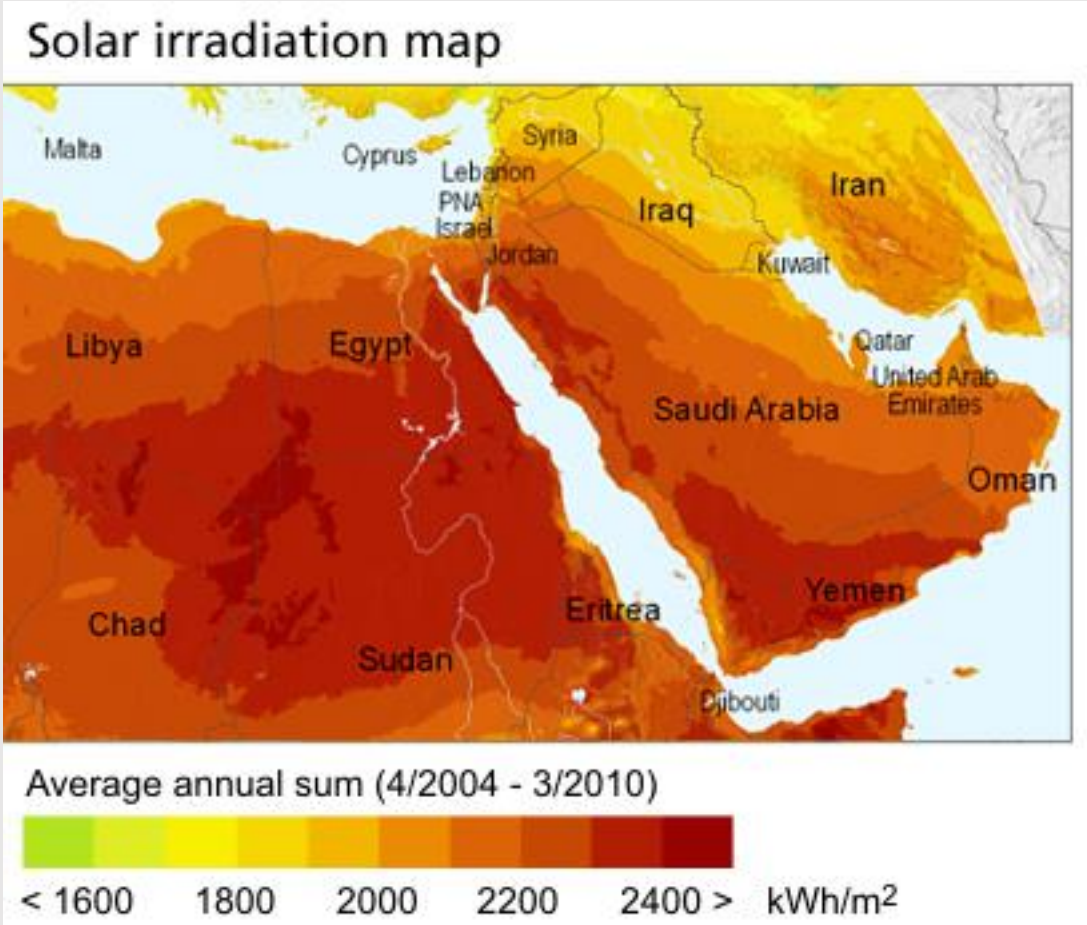 Solar irradiation map
Malta
Cyprus
Syria
Lebanon
PNA
Israel
Iraq
Iran
Jordan
Kuwait
Libya
Egypt
Qatar
United Arab
Emirates
Saudi Arabia
Oman
Chad
Sudan
Eritrea
Yemen
Djibouti
Average annual sum (4/2004 - 3/2010)
< 1600 1800 2000 2200 2400 > kWh/m²